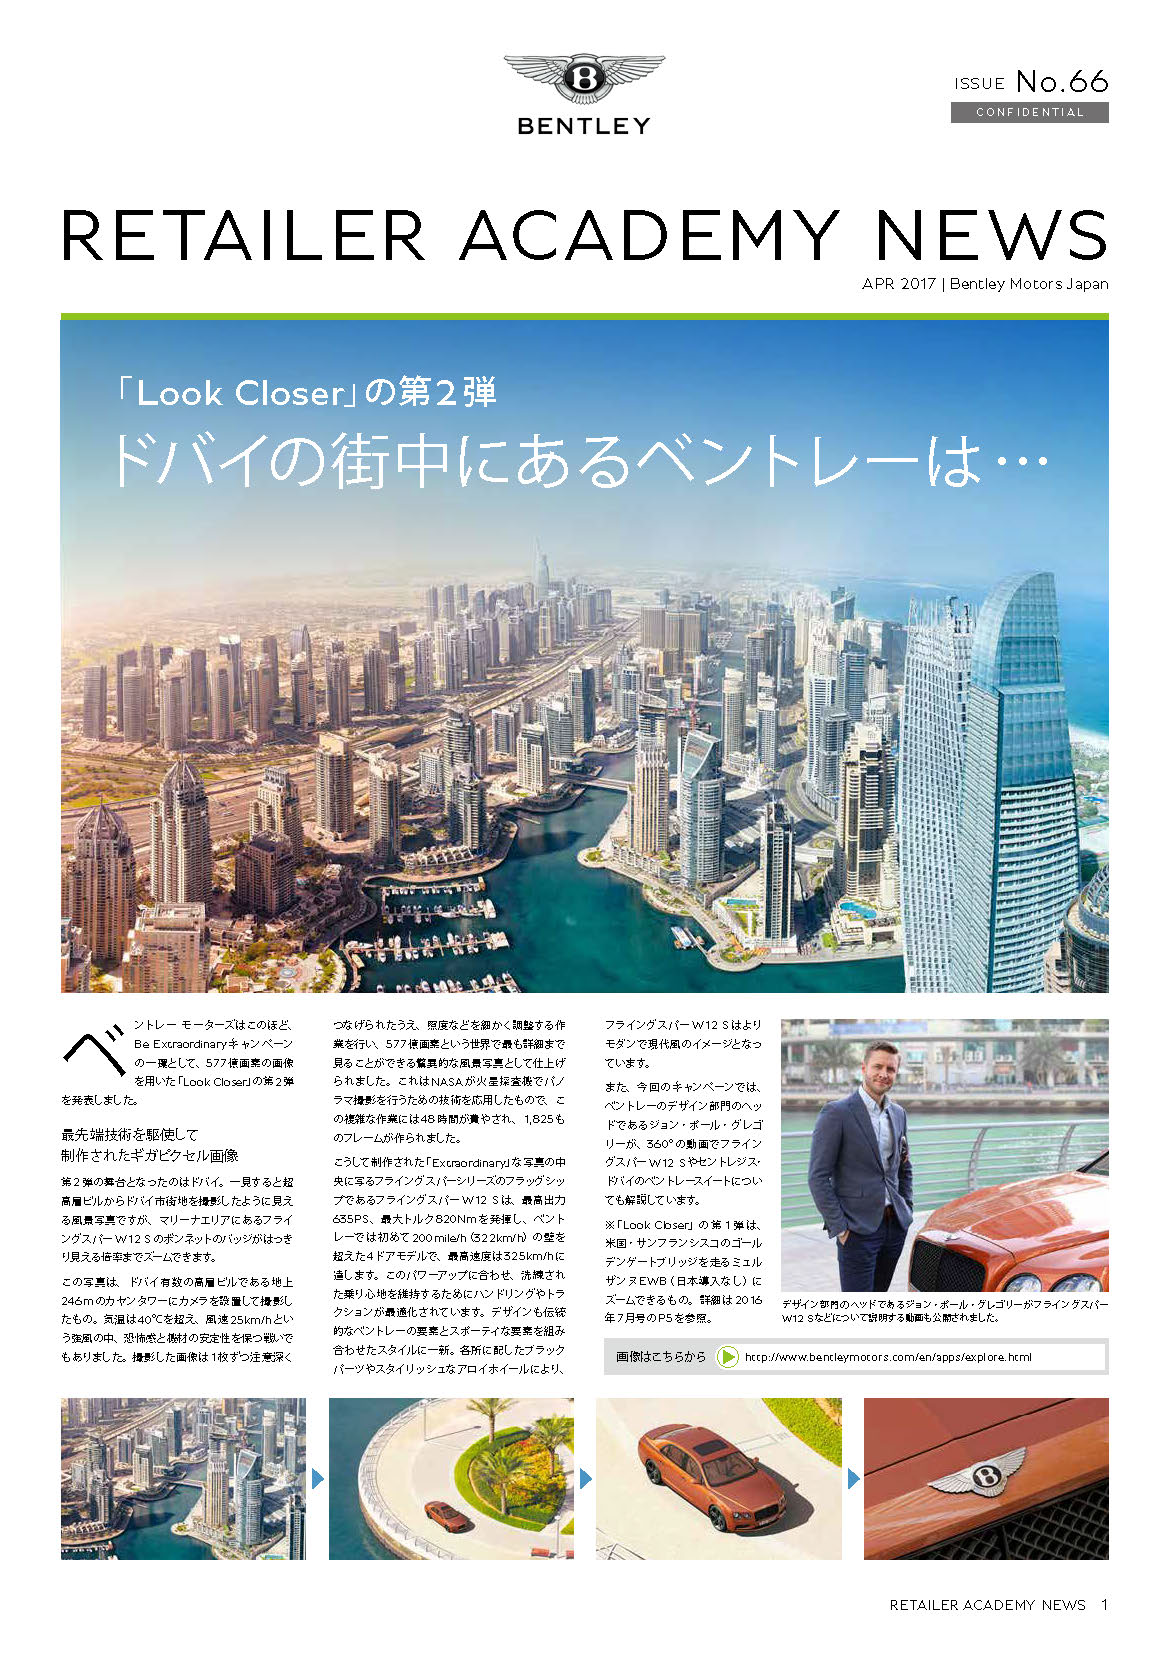 BENTLEY
ISSUE No.66
CONFIDENTIAL
RETAILER ACADEMY NEWS
APR 2017 | Bentley Motors Japan
「Look Closer」の第2弾
ドバイの街中にあるベントレーは…
ベントレー モーターズはこのほど、
Be Extraordinaryキャンペーン
の一環として、577億画素の画像
を用いた「Look Closer」の第2弾
を発表しました。
最先端技術を駆使して
制作されたギガピクセル画像
第2弾の舞台となったのはドバイ。一見すると超
高層ビルからドバイ市街地を撮影したように見え
る風景写真ですが、マリーナエリアにあるフライ
ングスパーW12 Sのボンネットのバッジがはっき
り見える倍率までズームできます。
この写真は、ドバイ有数の高層ビルである地上
246mのカヤンタワーにカメラを設置して撮影し
たもの。気温は40℃を超え、風速25km/hとい
う強風の中、恐怖感と機材の安定性を保つ戦いで
もありました。撮影した画像は1枚ずつ注意深く
つなげられたうえ、照度などを細かく調整する作
業を行い、577億画素という世界で最も詳細まで
見ることができる驚異的な風景写真として仕上げ
られました。これはNASAが火星探査機でパノ
ラマ撮影を行うための技術を応用したもので、こ
の複雑な作業には48時間が費やされ、1,825も
のフレームが作られました。
こうして制作された「Extraordinary」な写真の中
央に写るフライングスパーシリーズのフラッグシッ
プであるフライングスパー W12 Sは、最高出力
635PS、最大トルク820Nmを発揮し、ベント
レーでは初めて200mile/h（322km/h）の壁を
超えた4ドアモデルで、最高速度は325km/hに
達します。このパワーアップに合わせ、洗練され
た乗り心地を維持するためにハンドリングやトラ
クションが最適化されています。デザインも伝統
的なベントレーの要素とスポーティな要素を組み
合わせたスタイルに一新。各所に配したブラック
パーツやスタイリッシュなアロイホイールにより、
フライングスパーW12 Sはより
モダンで現代風のイメージとなっ
ています。
また、今回のキャンペーンでは、
ベントレーのデザイン部門のヘッ
ドであるジョン・ポール・グレゴ
リーが、360°の動画でフライン
グスパーW12 Sやセントレジス・
ドバイのベントレースイートについ
ても解説しています。
※「Look Closer」の第1弾は、
米国・サンフランシスコのゴール
デンゲートブリッジを走るミュル
ザンヌEWB（日本導入なし）に
ズームできるもの。詳細は2016
年7月号のP5を参照。
デザイン部門のヘッドであるジョン・ポール・グレゴリーがフライングスパー
W12 Sなどについて説明する動画も公開されました。
画像はこちらから http://www.bentleymotors.com/en/apps/explore.html
RETAILER ACADEMY NEWS 1